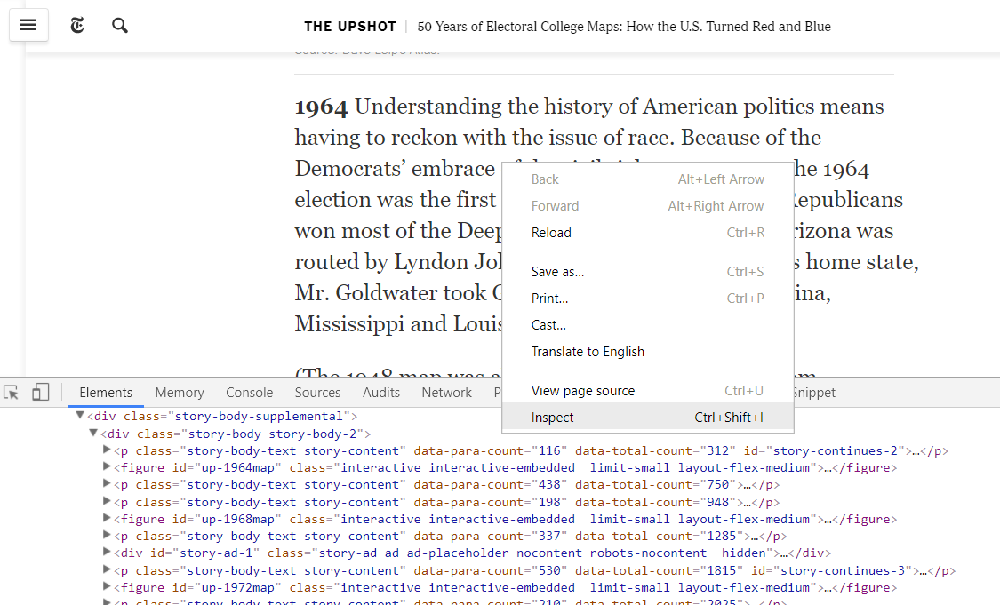 THE UPSHOT | 50 Years of Electoral College Maps: How the U.S. Turned Red and Blue
Source: Dave Leip's Atlas.
1964 Understanding the history of American politics means
having to reckon with the issue of race. Because of the
Democrats’ embrace he 1964
election was the first Republicans
won most of the Deep rizona was
routed by Lyndon Joh s home state,
Mr. Goldwater took ina,
Mississippi and Louis
(The 1948 map was a
Back Alt+Left Arrow
Forward Alt+Right Arrow
Reload Ctrl+R
Save as... Ctrl+S
Print... Ctrl+P
Cast...
Translate to English
View page source Ctrl+U
Inspect Ctrl+Shift+I
Elements Memory Console Sources Audits Network P Snippet
<div class="story-body-supplemental">
<div class="story-body story-body-2">
<p class="story-body-text story-content" data-para-count="116" data-total-count="312" id="story-continues-2">…</p>
<figure id="up-1964map" class="interactive interactive-embedded  limit-small layout-flex-medium">…</figure>
<p class="story-body-text story-content" data-para-count="438" data-total-count="750">…</p>
<p class="story-body-text story-content" data-para-count="198" data-total-count="948">…</p>
<figure id="up-1968map" class="interactive interactive-embedded  limit-small layout-flex-medium">…</figure>
<p class="story-body-text story-content" data-para-count="337" data-total-count="1285">…</p>
<div id="story-ad-1" class="story-ad ad ad-placeholder nocontent robots-nocontent  hidden">…</div>
<p class="story-body-text story-content" data-para-count="530" data-total-count="1815" id="story-continues-3">…</p>
<figure id="up-1972map" class="interactive interactive-embedded  limit-small layout-flex-medium">…</figure>
<p class="story-body-text story-content" data-para-count="210" data-total-count="2025">…</p>